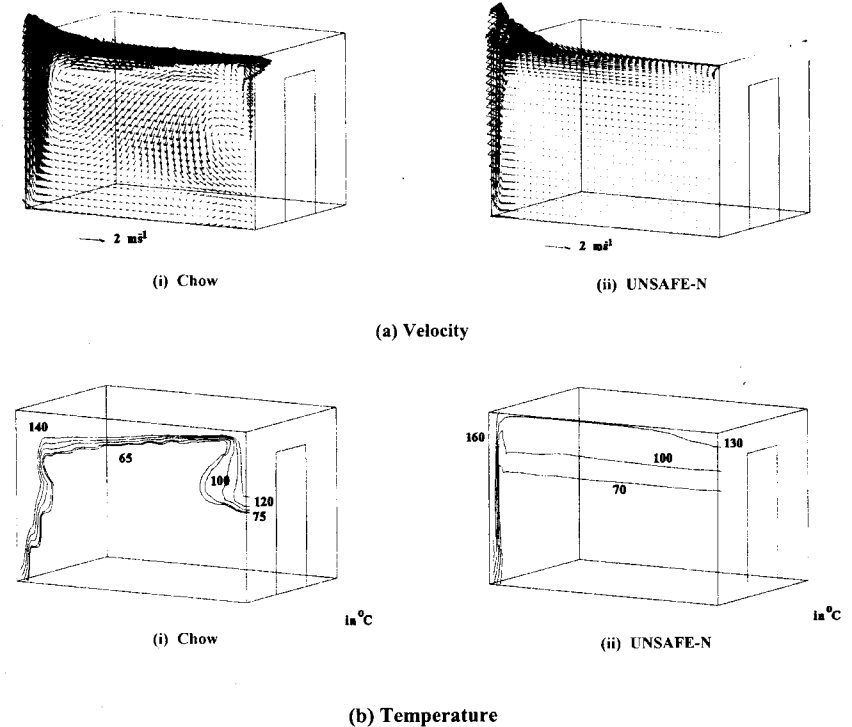 2 ms̄¹
2 ms̄¹
(i) Chow
(ii) UNSAFE-N
(a) Velocity
140
65
100
120
75
160
130
100
70
in °C
in °C
(i) Chow
(ii) UNSAFE-N
(b) Temperature